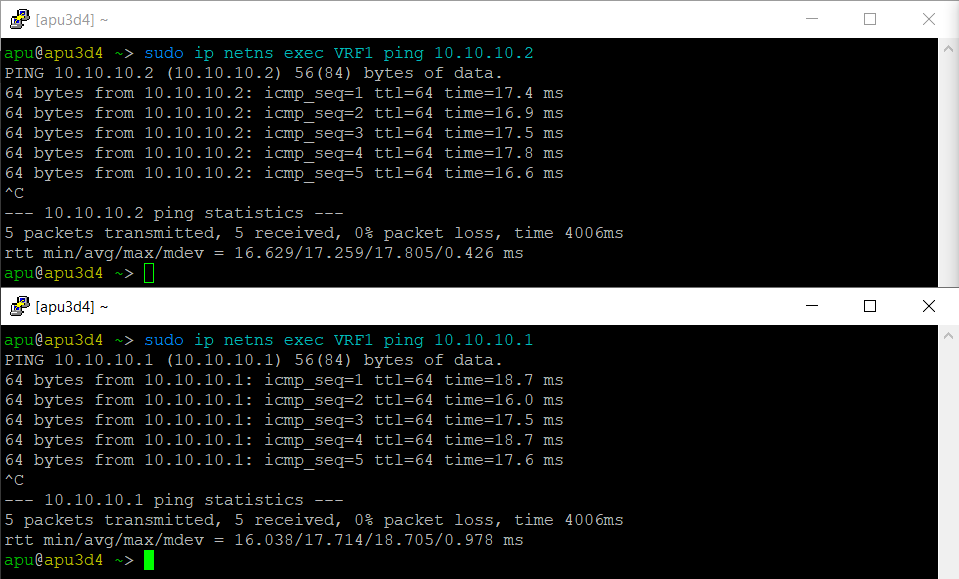 [apu3d4] ~
apu@apu3d4 ~> sudo ip netns exec VRF1 ping 10.10.10.2
PING 10.10.10.2 (10.10.10.2) 56(84) bytes of data.
64 bytes from 10.10.10.2: icmp_seq=1 ttl=64 time=17.4 ms
64 bytes from 10.10.10.2: icmp_seq=2 ttl=64 time=16.9 ms
64 bytes from 10.10.10.2: icmp_seq=3 ttl=64 time=17.5 ms
64 bytes from 10.10.10.2: icmp_seq=4 ttl=64 time=17.8 ms
64 bytes from 10.10.10.2: icmp_seq=5 ttl=64 time=16.6 ms
^C
--- 10.10.10.2 ping statistics ---
5 packets transmitted, 5 received, 0% packet loss, time 4006ms
rtt min/avg/max/mdev = 16.629/17.259/17.805/0.426 ms
apu@apu3d4 ~>
[apu3d4] ~
apu@apu3d4 ~> sudo ip netns exec VRF1 ping 10.10.10.1
PING 10.10.10.1 (10.10.10.1) 56(84) bytes of data.
64 bytes from 10.10.10.1: icmp_seq=1 ttl=64 time=18.7 ms
64 bytes from 10.10.10.1: icmp_seq=2 ttl=64 time=16.0 ms
64 bytes from 10.10.10.1: icmp_seq=3 ttl=64 time=17.5 ms
64 bytes from 10.10.10.1: icmp_seq=4 ttl=64 time=18.7 ms
64 bytes from 10.10.10.1: icmp_seq=5 ttl=64 time=17.6 ms
^C
--- 10.10.10.1 ping statistics ---
5 packets transmitted, 5 received, 0% packet loss, time 4006ms
rtt min/avg/max/mdev = 16.038/17.714/18.705/0.978 ms
apu@apu3d4 ~>